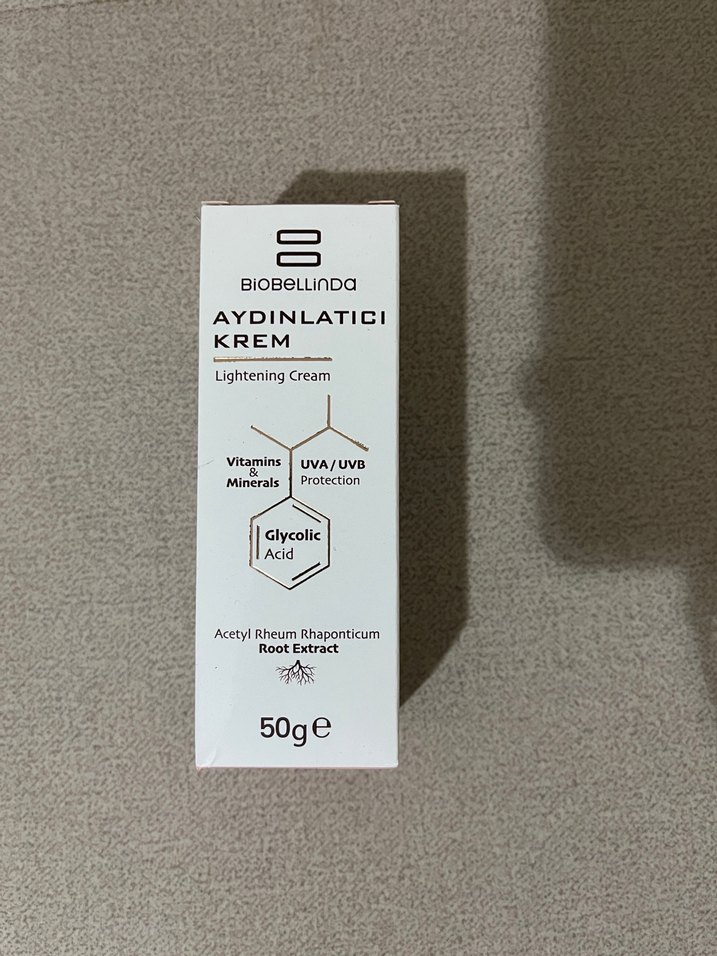 BiOBELLiNDa
AYDINLATICI
KREM
Lightening Cream
Vitamins
&
Minerals
UVA / UVB
Protection
Glycolic
Acid
Acetyl Rheum Rhaponticum
Root Extract
50g e